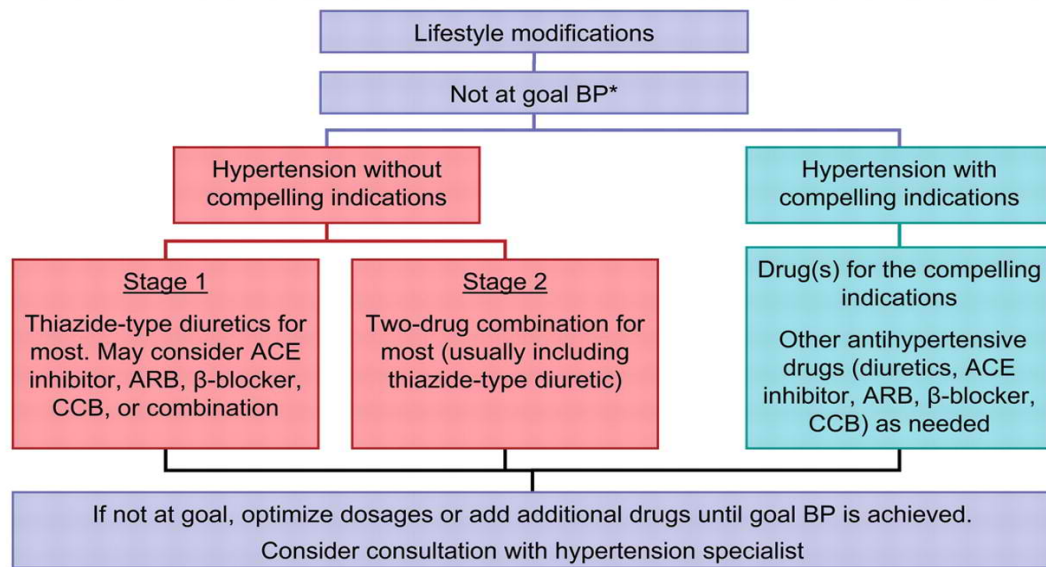 Lifestyle modifications
Not at goal BP*
Hypertension without
compelling indications
Hypertension with
compelling indications
Stage 1
Thiazide-type diuretics for
most. May consider ACE
inhibitor, ARB, β-blocker,
CCB, or combination
Stage 2
Two-drug combination for
most (usually including
thiazide-type diuretic)
Drug(s) for the compelling
indications
Other antihypertensive
drugs (diuretics, ACE
inhibitor, ARB, β-blocker,
CCB) as needed
If not at goal, optimize dosages or add additional drugs until goal BP is achieved.
Consider consultation with hypertension specialist